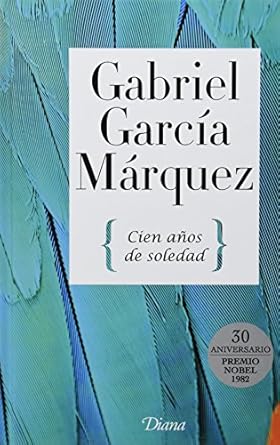 Gabriel
García
Márquez
{ Cien años
de soledad }
30
ANIVERSARIO
PREMIO
NOBEL
1982
Diana